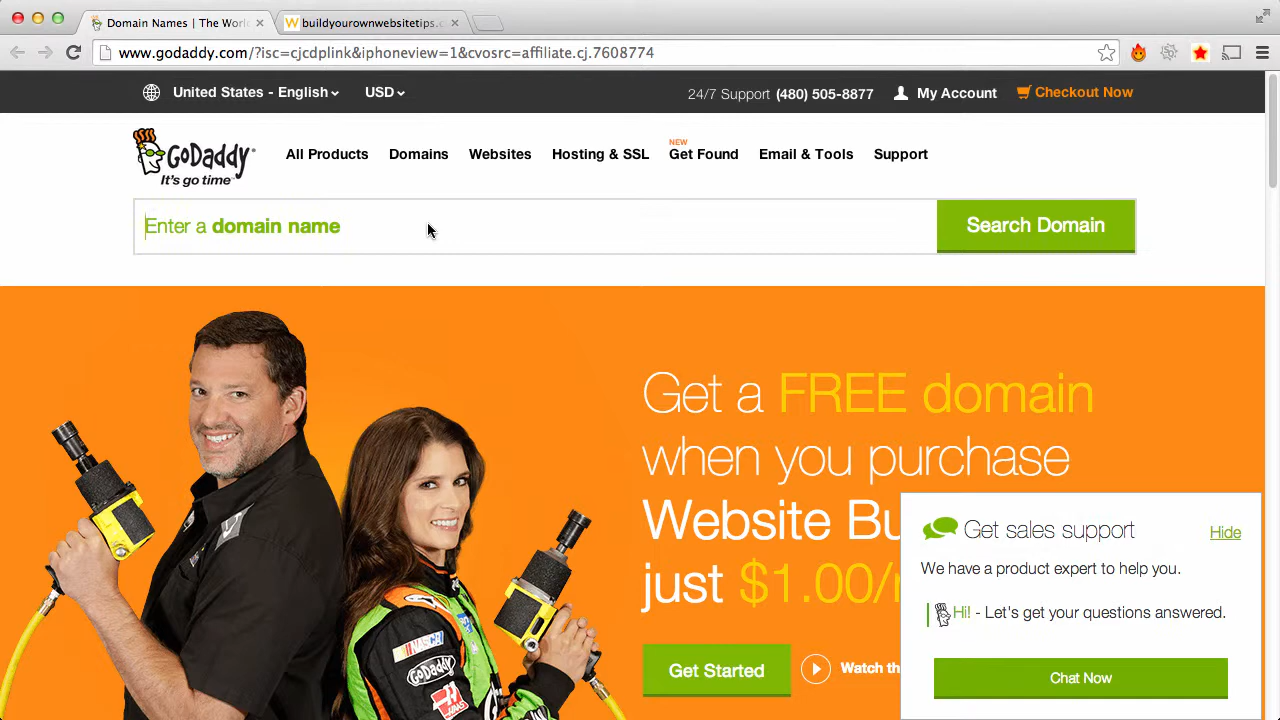 Domain Names | The World
buildyourownwebsitetips.c
www.godaddy.com/?isc=cjcdplink&iphoneview=1&cvosrc=affiliate.cj.7608774
United States - English USD 24/7 Support (480) 505-8877 My Account Checkout Now
GoDaddy
It's go time™
All Products Domains Websites Hosting & SSL NEW Get Found Email & Tools Support
Enter a domain name Search Domain
Get a FREE domain
when you purchase
Website Bu
just $1.00/
Get Started Watch th
Get sales support Hide
We have a product expert to help you.
Hi! - Let's get your questions answered.
Chat Now
NASCAR
GoDaddy